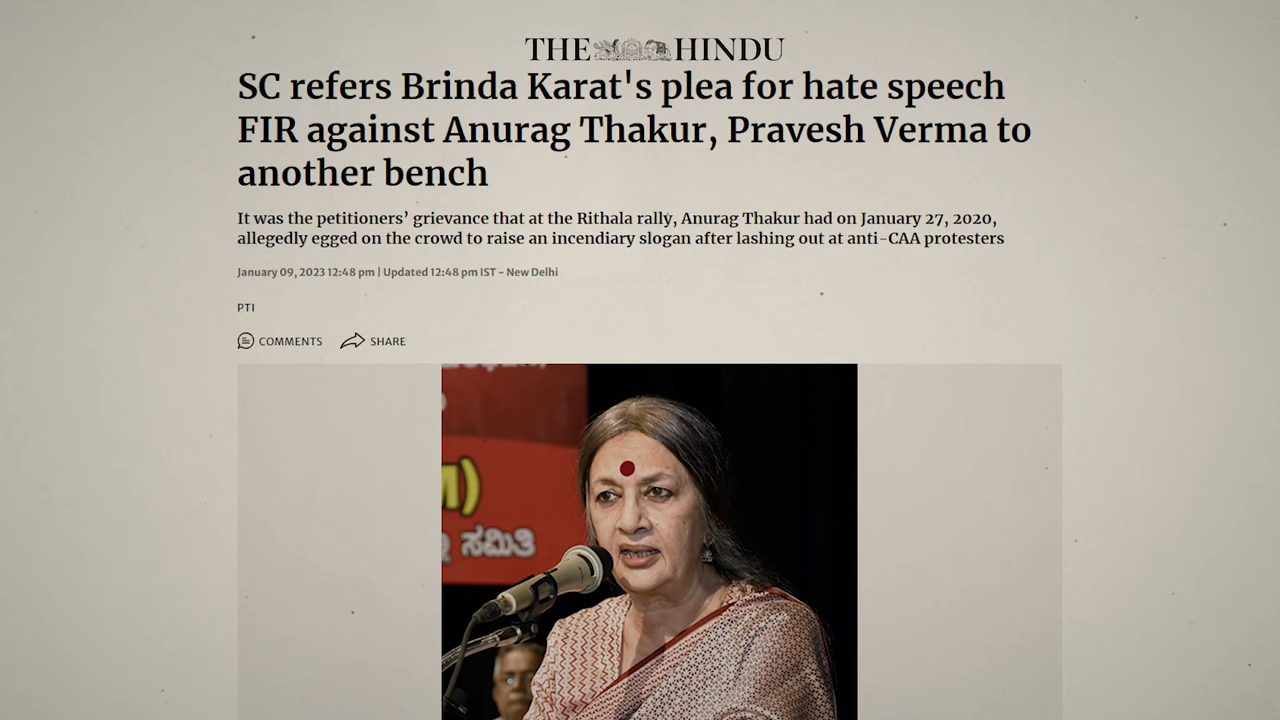 THE HINDU
SC refers Brinda Karat's plea for hate speech
FIR against Anurag Thakur, Pravesh Verma to
another bench
It was the petitioners’ grievance that at the Rithala rally, Anurag Thakur had on January 27, 2020,
allegedly egged on the crowd to raise an incendiary slogan after lashing out at anti-CAA protesters
January 09, 2023 12:48 pm | Updated 12:48 pm IST - New Delhi
PTI
COMMENTS SHARE
M)
ಸಮಿತಿ